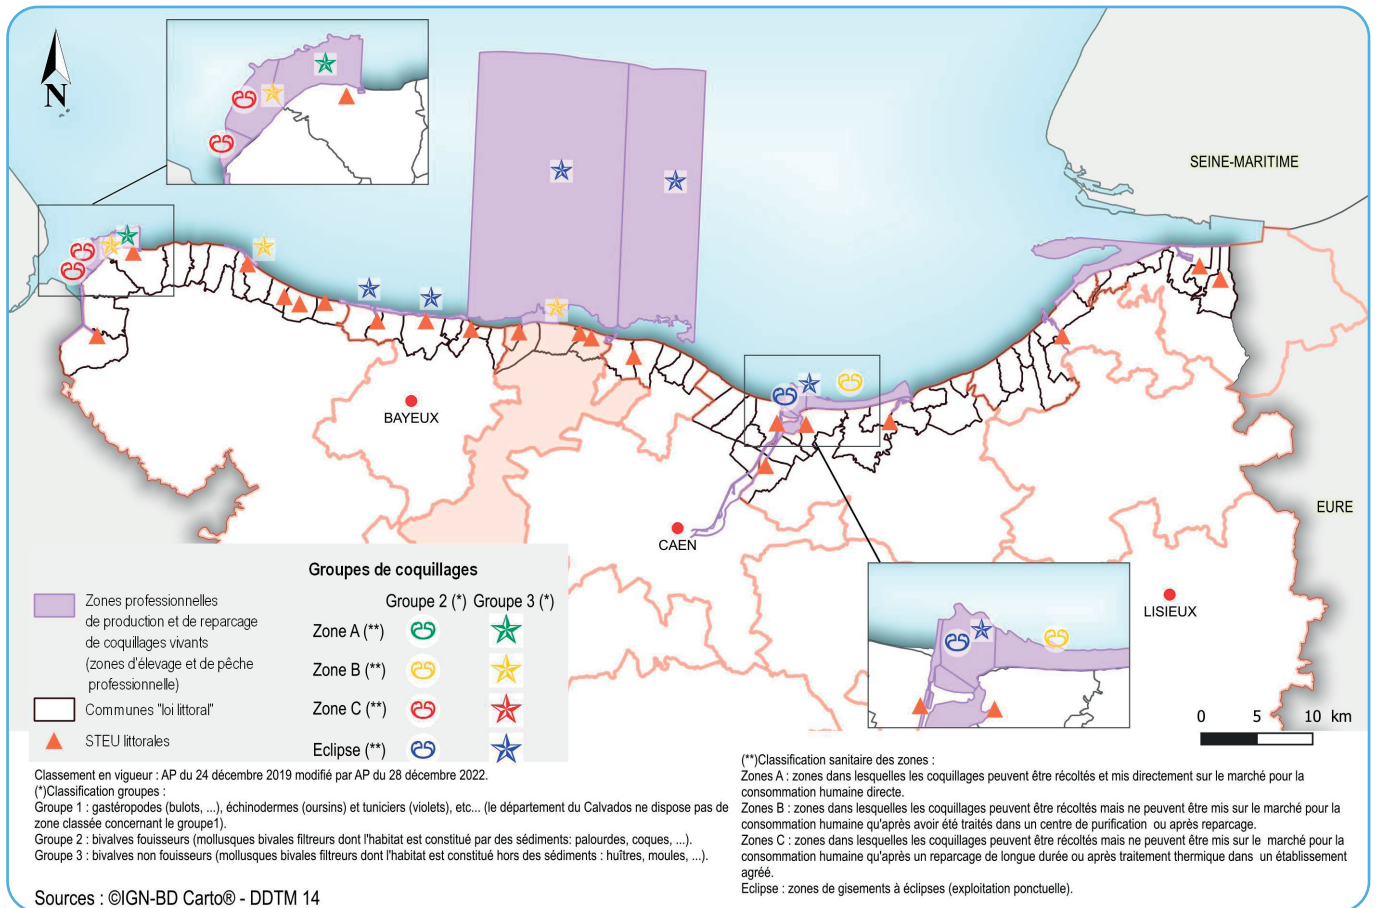 N
SEINE-MARITIME
BAYEUX
CAEN
EURE
LISIEUX
Groupes de coquillages
Groupe 2 (*) Groupe 3 (*)
Zone A (**)
Zone B (**)
Zone C (**)
Eclipse (**)
Zones professionnelles
de production et de reparcage
de coquillages vivants
(zones d'élevage et de pêche
professionnelle)
Communes "loi littoral"
STEU littorales
0 5 10 km
Classement en vigueur : AP du 24 décembre 2019 modifié par AP du 28 décembre 2022.
(*)Classification groupes :
Groupe 1 : gastéropodes (bulots, ...), échinodermes (oursins) et tuniciers (violets), etc... (le département du Calvados ne dispose pas de
zone classée concernant le groupe1).
Groupe 2 : bivalves fouisseurs (mollusques bivales filtreurs dont l'habitat est constitué par des sédiments: palourdes, coques, ...).
Groupe 3 : bivalves non fouisseurs (mollusques bivales filtreurs dont l'habitat est constitué hors des sédiments : huîtres, moules, ...).
Sources : ©IGN-BD Carto® - DDTM 14
(**)Classification sanitaire des zones :
Zones A : zones dans lesquelles les coquillages peuvent être récoltés et mis directement sur le marché pour la
consommation humaine directe.
Zones B : zones dans lesquelles les coquillages peuvent être récoltés mais ne peuvent être mis sur le marché pour la
consommation humaine qu'après avoir été traités dans un centre de purification ou après reparcage.
Zones C : zones dans lesquelles les coquillages peuvent être récoltés mais ne peuvent être mis sur le marché pour la
consommation humaine qu'après un reparcage de longue durée ou après traitement thermique dans un établissement
agréé.
Eclipse : zones de gisements à éclipses (exploitation ponctuelle).